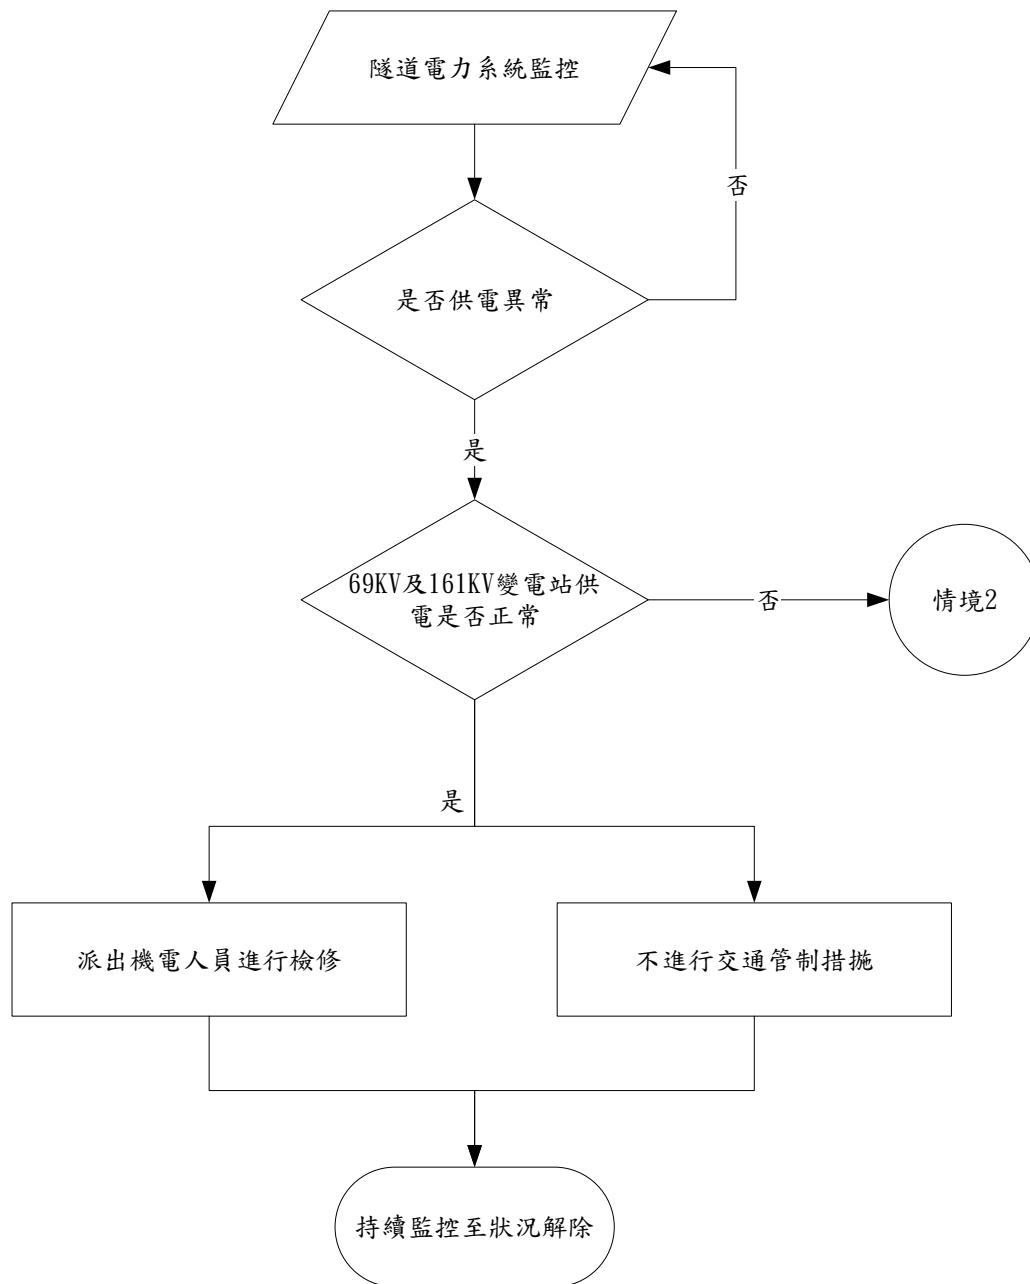 隧道電力系統監控
否
是否供電異常
是
69KV及161KV變電站供
電是否正常
否
情境2
是
派出機電人員進行檢修
不進行交通管制措拖
持續監控至狀況解除